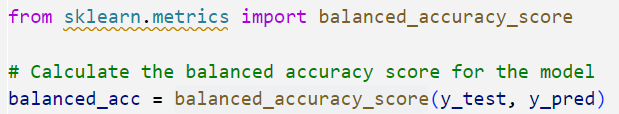 from sklearn.metrics import balanced_accuracy_score
# Calculate the balanced accuracy score for the model
balanced_acc = balanced_accuracy_score(y_test, y_pred)